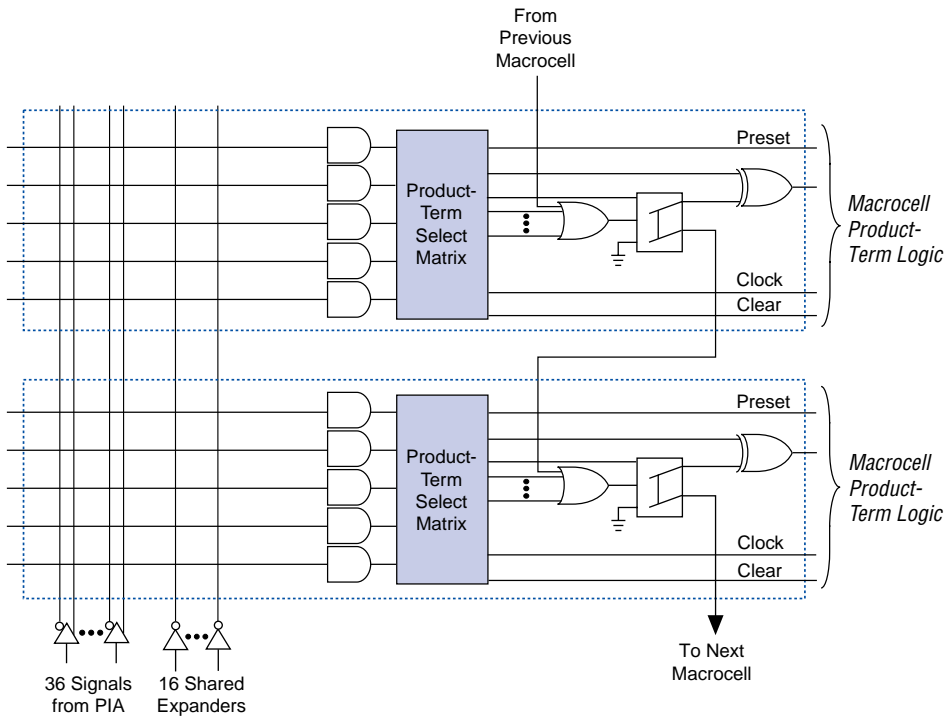 From
Previous
Macrocell
Preset
Product-
Term
Select
Matrix
Macrocell
Product-
Term Logic
Clock
Clear
Preset
Product-
Term
Select
Matrix
Macrocell
Product-
Term Logic
Clock
Clear
36 Signals
from PIA
16 Shared
Expanders
To Next
Macrocell